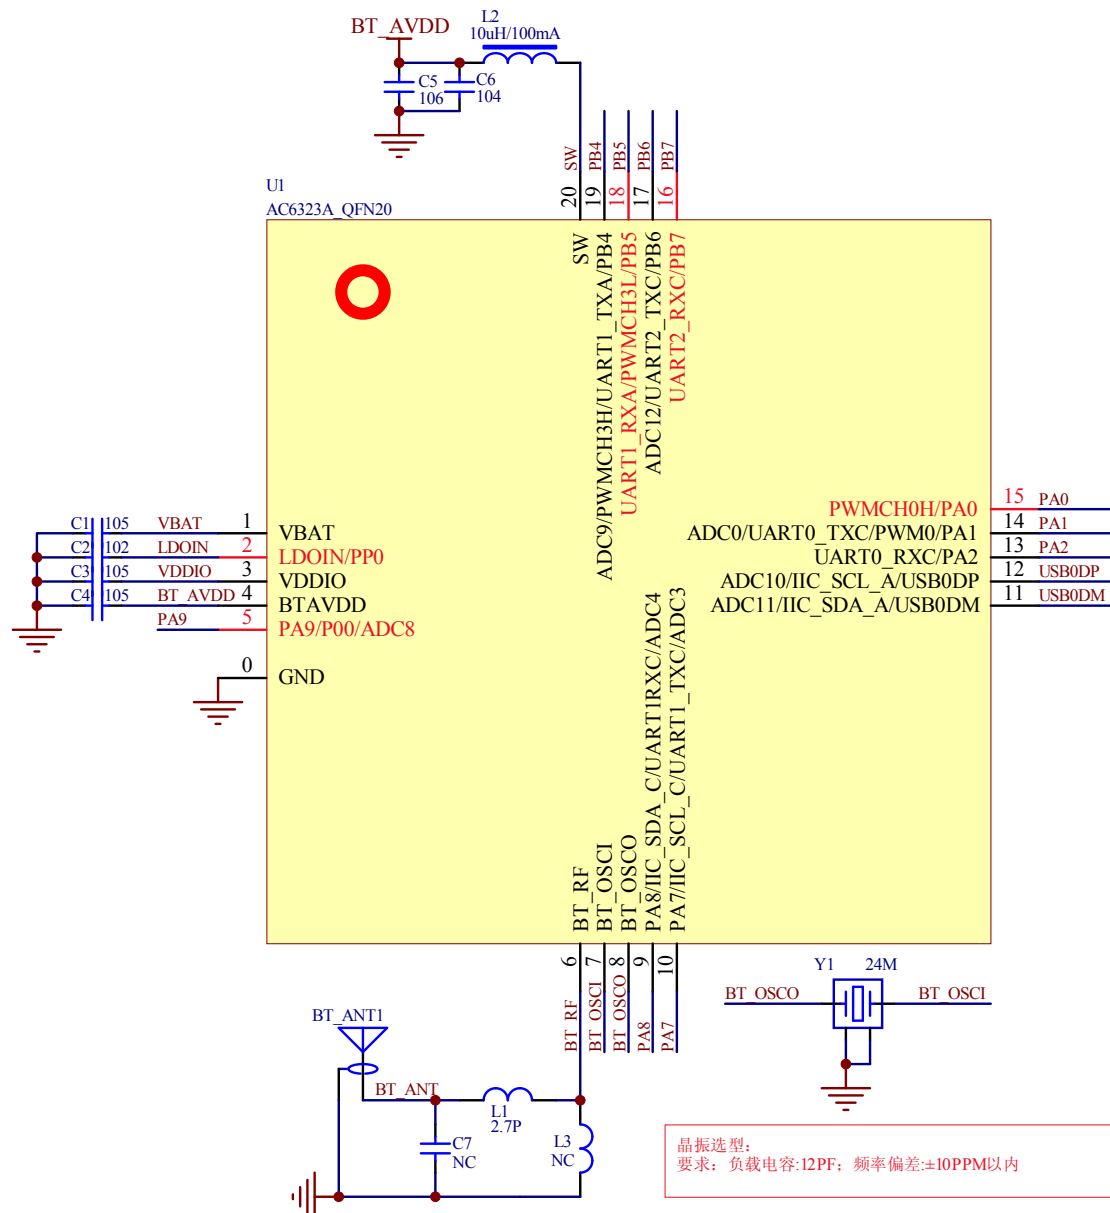 BT_AVDD
L2
10uH/100mA
C5
106
C6
104
SW
PB4
PB5
PB6
PB7
20
19
18
17
16
U1
AC6323A_QFN20
SW
ADC9/PWMCH3H/UART1_TXA/PB4
UART1_RXA/PWMCH3L/PB5
ADC12/UART2_TXC/PB6
UART2_RXC/PB7
C1 105 VBAT 1 VBAT
C2 102 LDOIN 2 LDOIN/PP0
C3 105 VDDIO 3 VDDIO
C4 105 BT_AVDD 4 BTAVDD
PA9 5 PA9/P00/ADC8
0 GND
PWMCH0H/PA0 15 PA0
ADC0/UART0_TXC/PWM0/PA1 14 PA1
UART0_RXC/PA2 13 PA2
ADC10/IIC_SCL_A/USB0DP 12 USB0DP
ADC11/IIC_SDA_A/USB0DM 11 USB0DM
BT_RF
BT_OSCI
BT_OSCO
PA8/IIC_SDA_C/UART1RXC/ADC4
PA7/IIC_SCL_C/UART1_TXC/ADC3
6
7
8
9
10
BT_RF
BT_OSCI
BT_OSCO
PA8
PA7
Y1 24M
BT_OSCO BT_OSCI
BT_ANT1
BT_ANT
L1
2.7P
C7
NC
L3
NC
晶振选型：
要求：负载电容:12PF；频率偏差:±10PPM以内